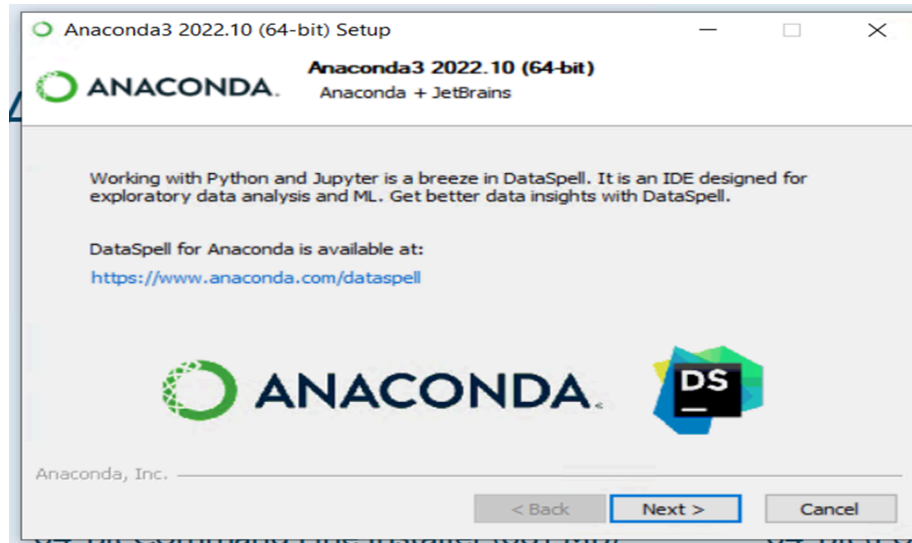 Anaconda3 2022.10 (64-bit) Setup
ANACONDA.
Anaconda3 2022.10 (64-bit)
Anaconda + JetBrains
Working with Python and Jupyter is a breeze in DataSpell. It is an IDE designed for
exploratory data analysis and ML. Get better data insights with DataSpell.
DataSpell for Anaconda is available at:
https://www.anaconda.com/dataspell
ANACONDA.
DS
Anaconda, Inc.
< Back
Next >
Cancel